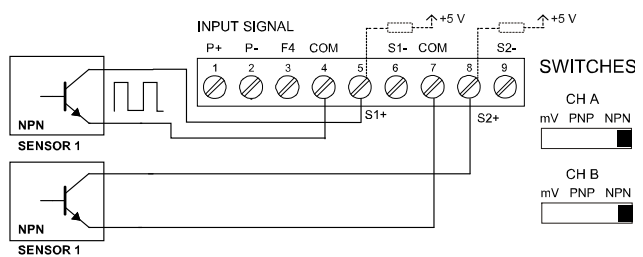 INPUT SIGNAL
+5 V
+5 V
P+ P- F4 COM S1- COM S2-
1 2 3 4 5 6 7 8 9
S1+
S2+
NPN
SENSOR 1
NPN
SENSOR 1
SWITCHES
CH A
mV PNP NPN
CH B
mV PNP NPN